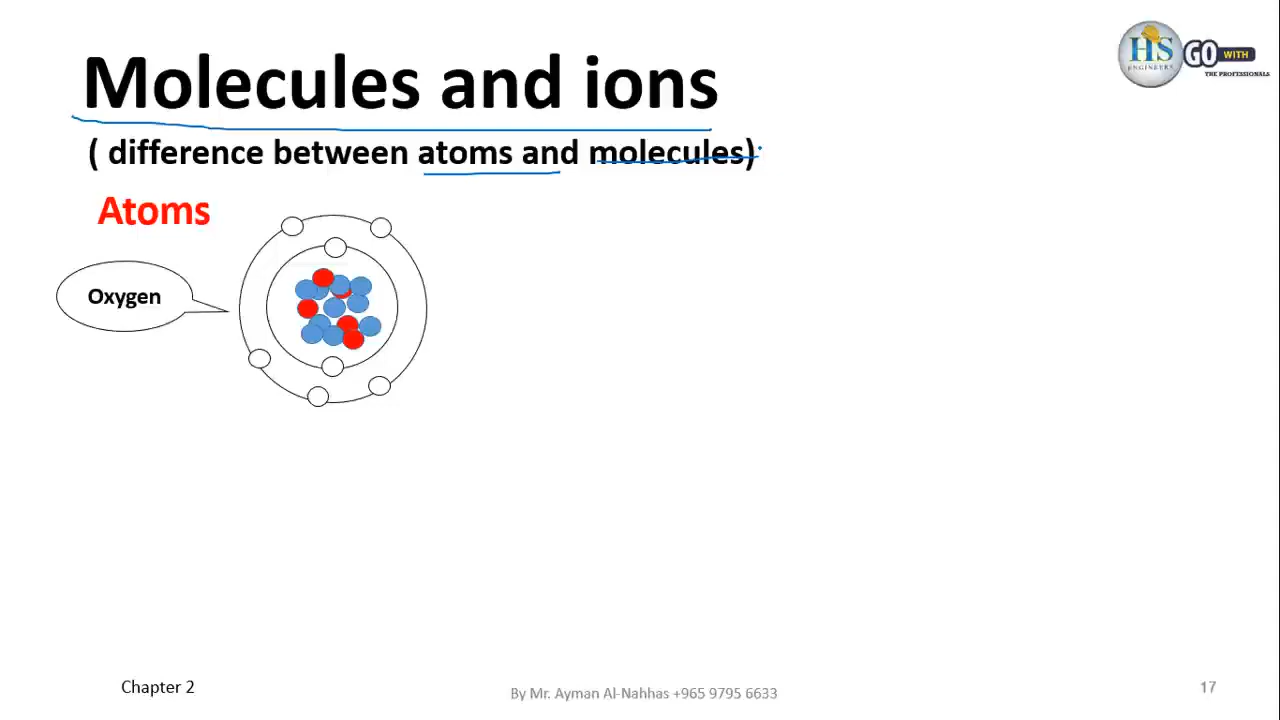 Molecules and ions
( difference between atoms and molecules)
Atoms
Oxygen
HS
ENGINEERS
GO WITH
THE PROFESSIONALS
Chapter 2
By Mr. Ayman Al-Nahhas +965 9795 6633
17